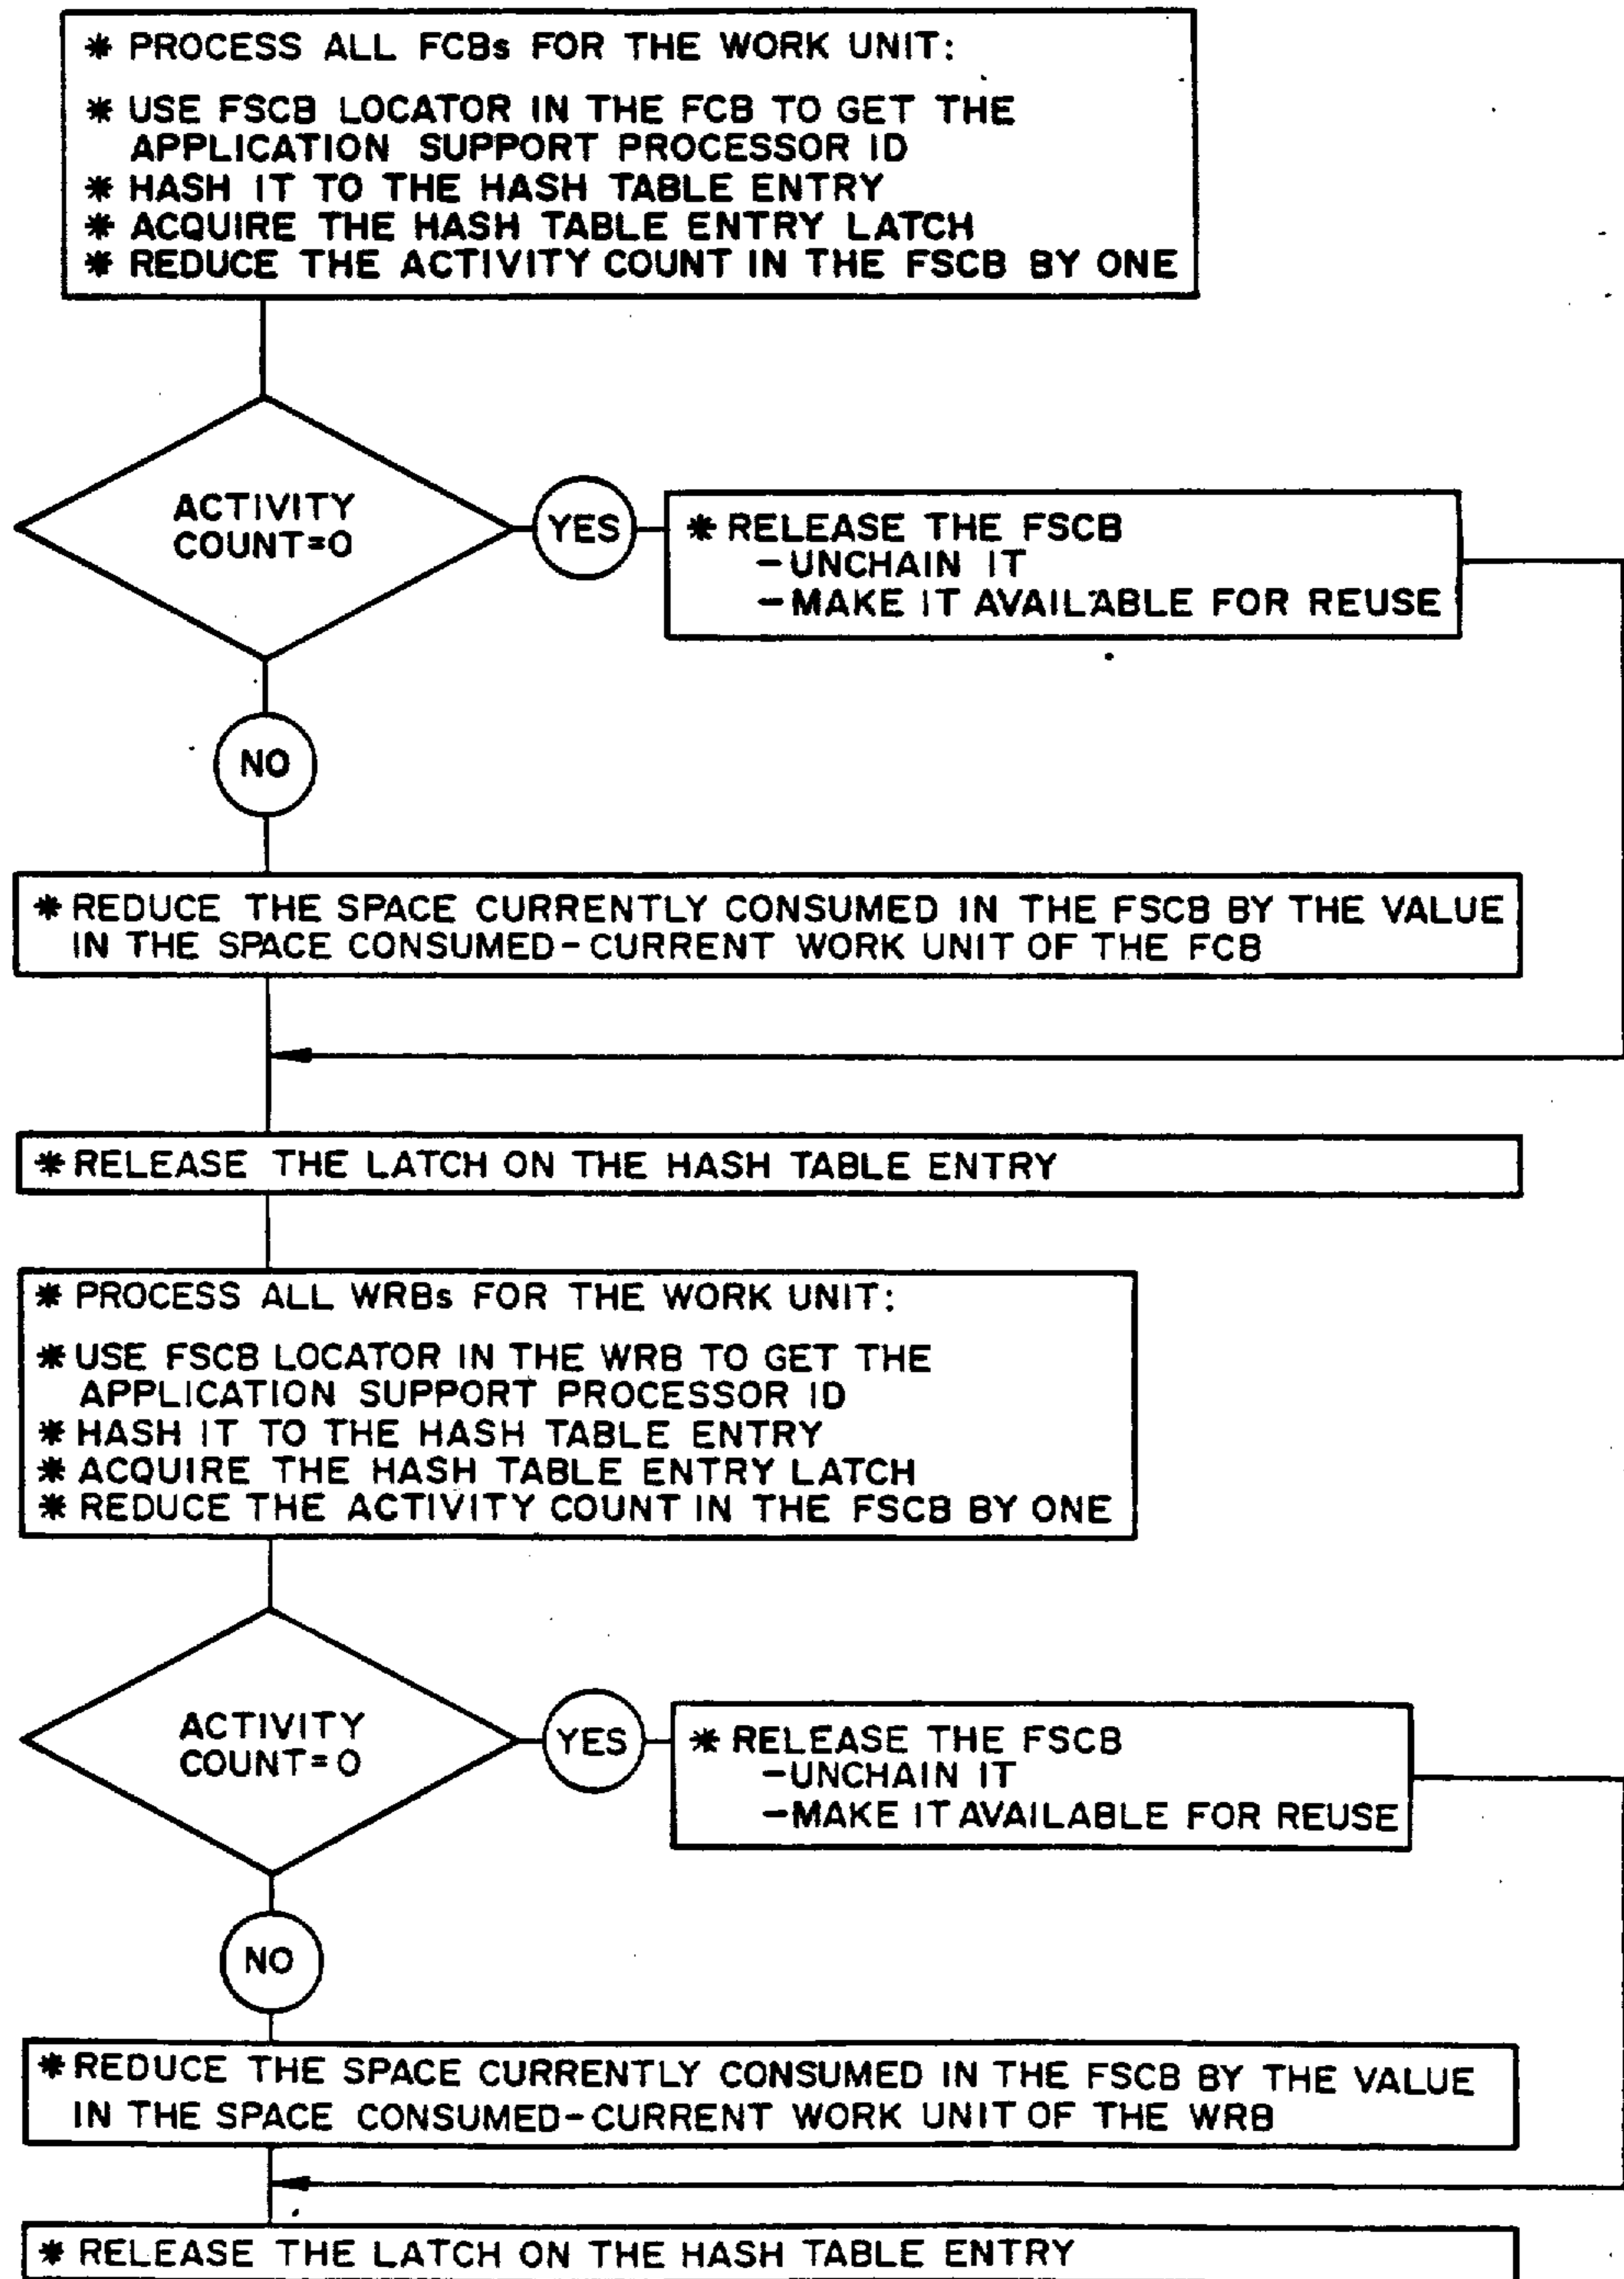 * PROCESS ALL FCBs FOR THE WORK UNIT:
* USE FSCB LOCATOR IN THE FCB TO GET THE
APPLICATION SUPPORT PROCESSOR ID
* HASH IT TO THE HASH TABLE ENTRY
* ACQUIRE THE HASH TABLE ENTRY LATCH
* REDUCE THE ACTIVITY COUNT IN THE FSCB BY ONE
ACTIVITY
COUNT=0
YES
* RELEASE THE FSCB
-UNCHAIN IT
-MAKE IT AVAILABLE FOR REUSE
NO
* REDUCE THE SPACE CURRENTLY CONSUMED IN THE FSCB BY THE VALUE
IN THE SPACE CONSUMED-CURRENT WORK UNIT OF THE FCB
* RELEASE THE LATCH ON THE HASH TABLE ENTRY
* PROCESS ALL WRBs FOR THE WORK UNIT:
* USE FSCB LOCATOR IN THE WRB TO GET THE
APPLICATION SUPPORT PROCESSOR ID
* HASH IT TO THE HASH TABLE ENTRY
* ACQUIRE THE HASH TABLE ENTRY LATCH
* REDUCE THE ACTIVITY COUNT IN THE FSCB BY ONE
ACTIVITY
COUNT=0
YES
* RELEASE THE FSCB
-UNCHAIN IT
-MAKE IT AVAILABLE FOR REUSE
NO
* REDUCE THE SPACE CURRENTLY CONSUMED IN THE FSCB BY THE VALUE
IN THE SPACE CONSUMED-CURRENT WORK UNIT OF THE WRB
* RELEASE THE LATCH ON THE HASH TABLE ENTRY